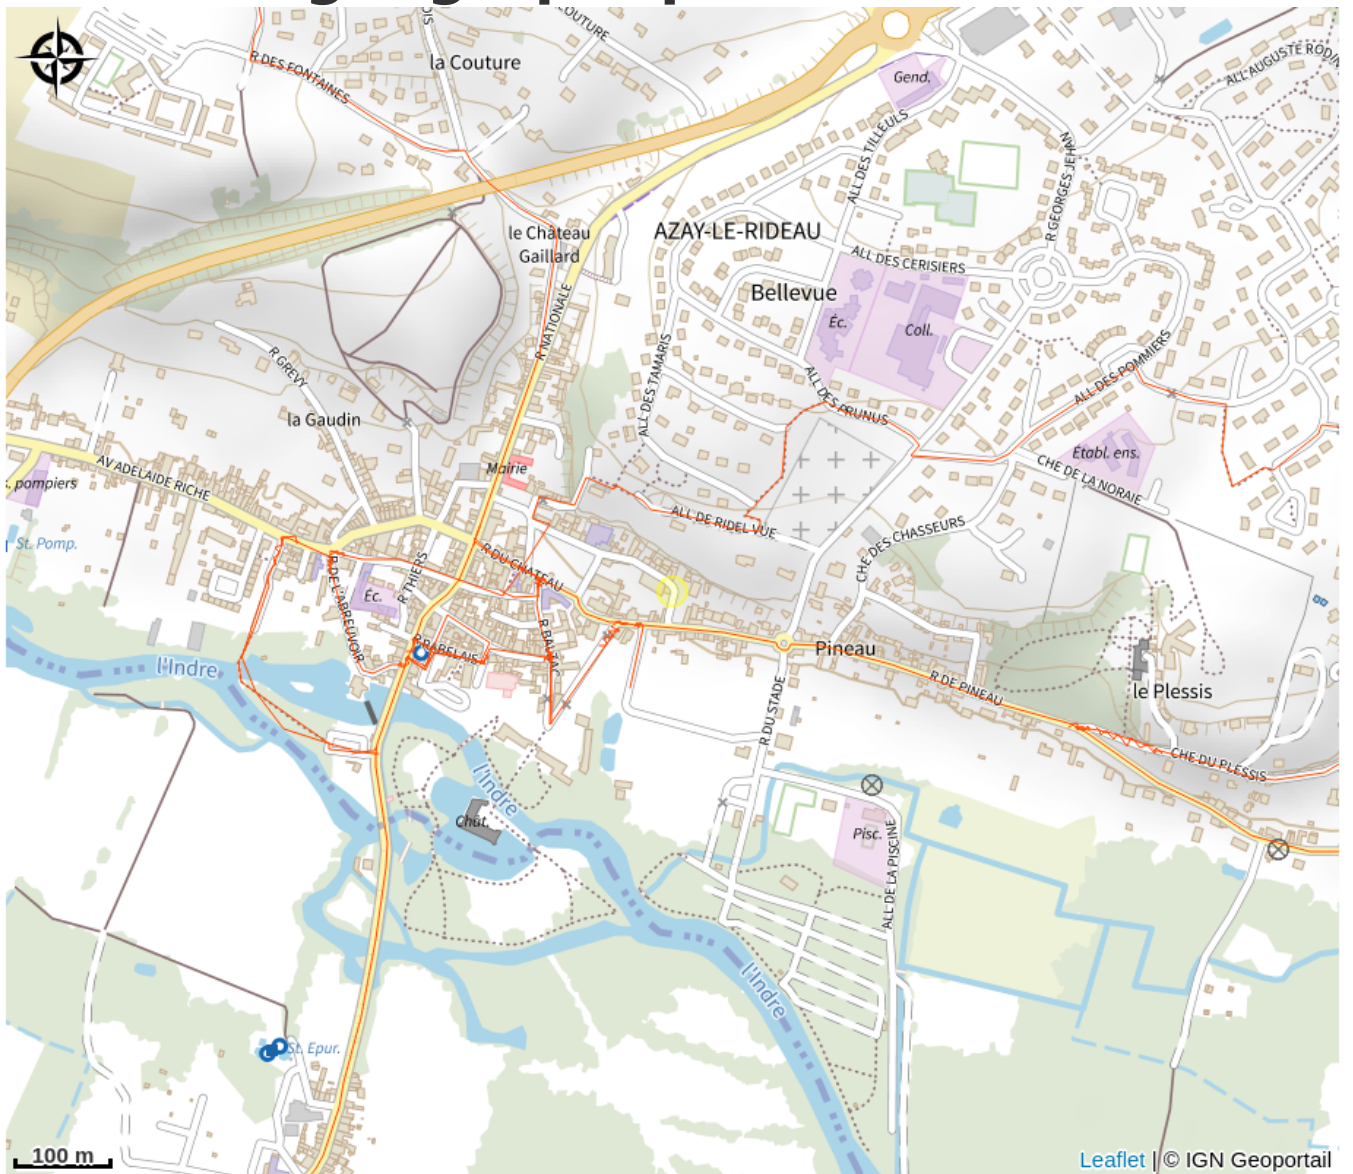 la Couture
COUTURE
R DES FONTAINES
Gend.
ALL AUGUSTE RODIN
ALL DES TILLEULS
R GEORGES JEHAN
le Château
Gaillard
AZAY-LE-RIDEAU
ALL DES CERISIERS
Bellevue
Éc.
Coll.
R NATIONALE
R GREVY
ALL DES TAMARIS
ALL DES PRUNUS
ALL DES POMMIERS
la Gaudin
Mairie
Établ. ens.
CHE DE LA NORAIE
AV ADELAIDE RICHE
pompiers
ALL DE RIDEL VUE
CHE DES CHASSEURS
St. Pomp.
R DU CHATEAU
R THIERS
R DE L'ABREUVOIR
Éc.
R RABELAIS
R BALZAC
Pineau
l'Indre
R DE PINEAU
le Plessis
R DU STADE
CHE DU PLESSIS
l'Indre
Chât.
Pisc.
ALL DE LA PISCINE
l'Indre
St. Epur.
100 m
Leaflet | © IGN Geoportail